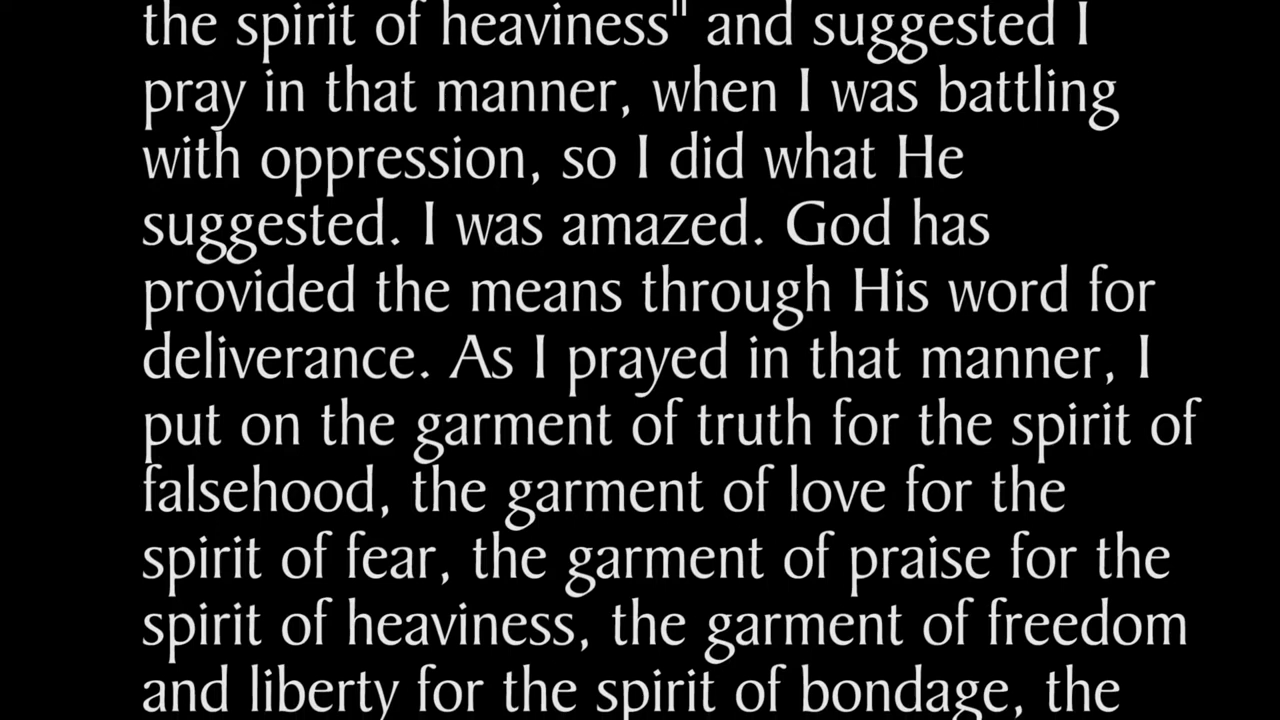 the spirit of heaviness" and suggested I
pray in that manner, when I was battling
with oppression, so I did what He
suggested. I was amazed. God has
provided the means through His word for
deliverance. As I prayed in that manner, I
put on the garment of truth for the spirit of
falsehood, the garment of love for the
spirit of fear, the garment of praise for the
spirit of heaviness, the garment of freedom
and liberty for the spirit of bondage, the